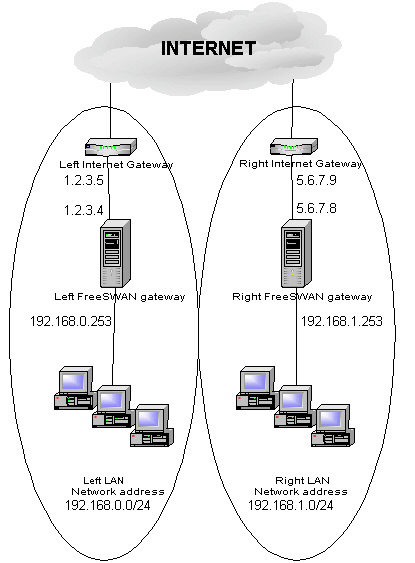 INTERNET
Left Internet Gateway
1.2.3.5
1.2.3.4
Left FreeSWAN gateway
192.168.0.253
Left LAN
Network address
192.168.0.0/24
Right Internet Gateway
5.6.7.9
5.6.7.8
Right FreeSWAN gateway
192.168.1.253
Right LAN
Network address
192.168.1.0/24